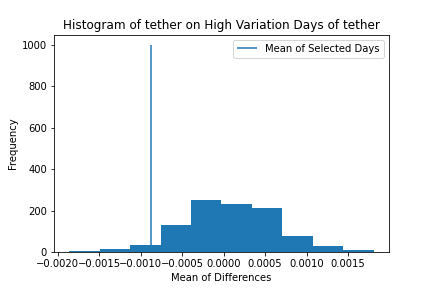 Histogram of tether on High Variation Days of tether
Mean of Selected Days
1000
800
600
400
200
0
Frequency
−0.0020 −0.0015 −0.0010 −0.0005 0.0000 0.0005 0.0010 0.0015
Mean of Differences